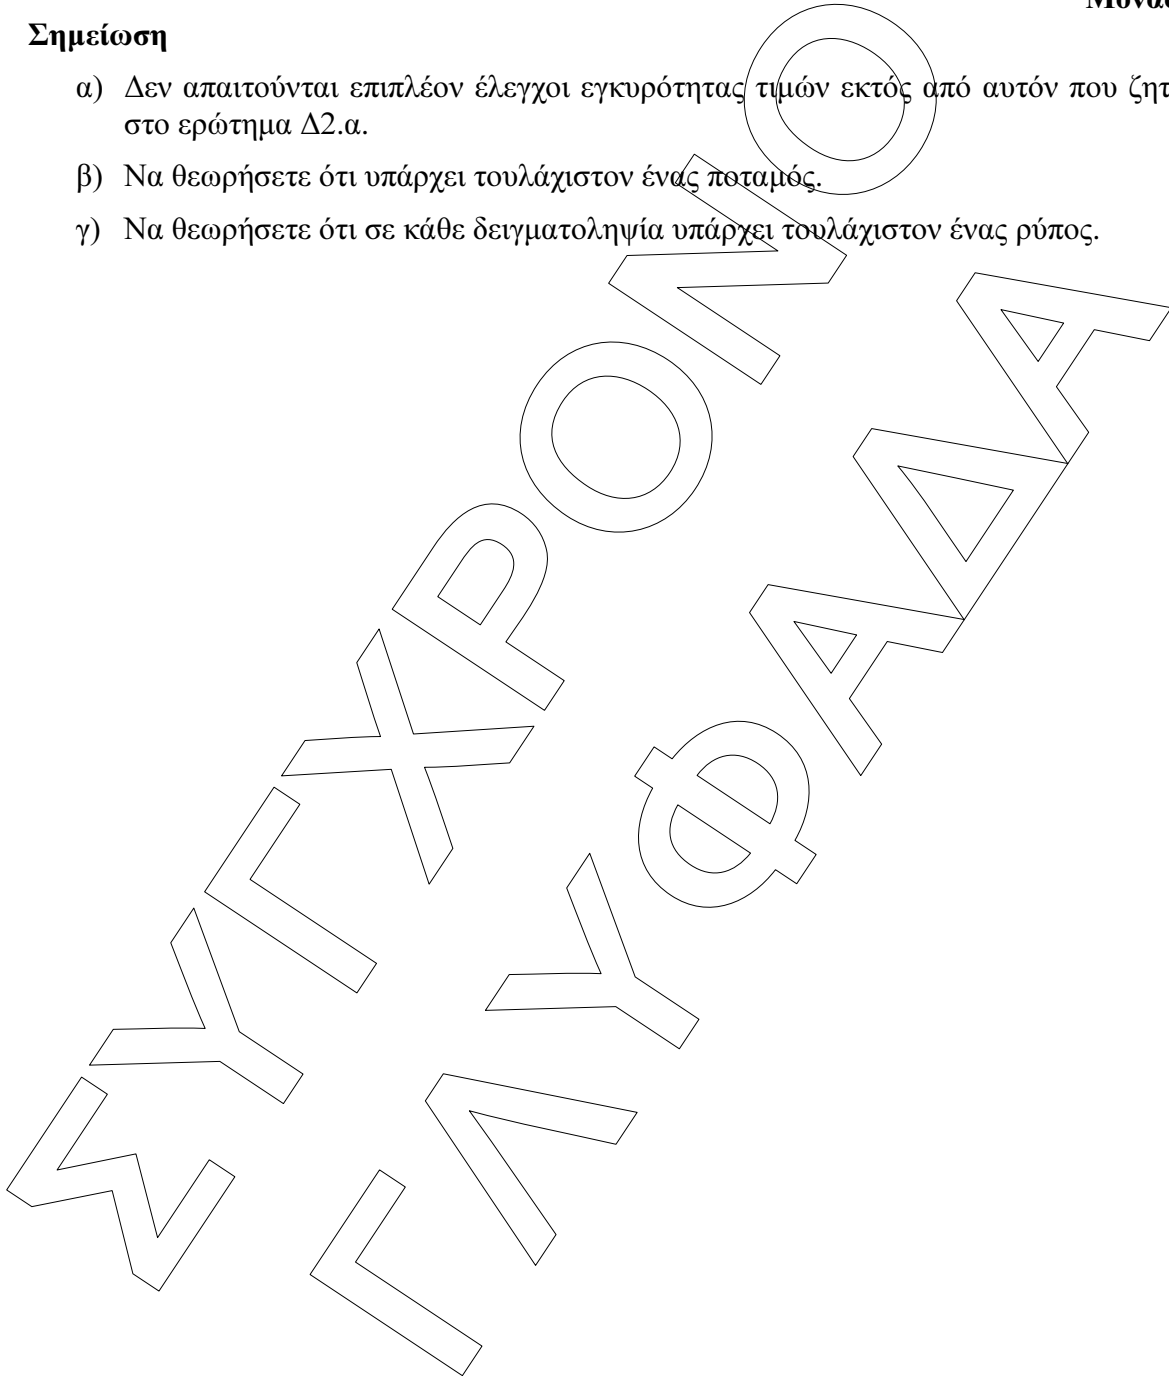 Σημείωση
α) Δεν απαιτούνται επιπλέον έλεγχοι εγκυρότητας τιμών εκτός από αυτόν που ζητ
στο ερώτημα Δ2.α.
β) Να θεωρήσετε ότι υπάρχει τουλάχιστον ένας ποταμός.
γ) Να θεωρήσετε ότι σε κάθε δειγματοληψία υπάρχει τουλάχιστον ένας ρύπος.
ΣΥΓΧΡΟΝΟ
ΓΛΥΦΑΔΑ